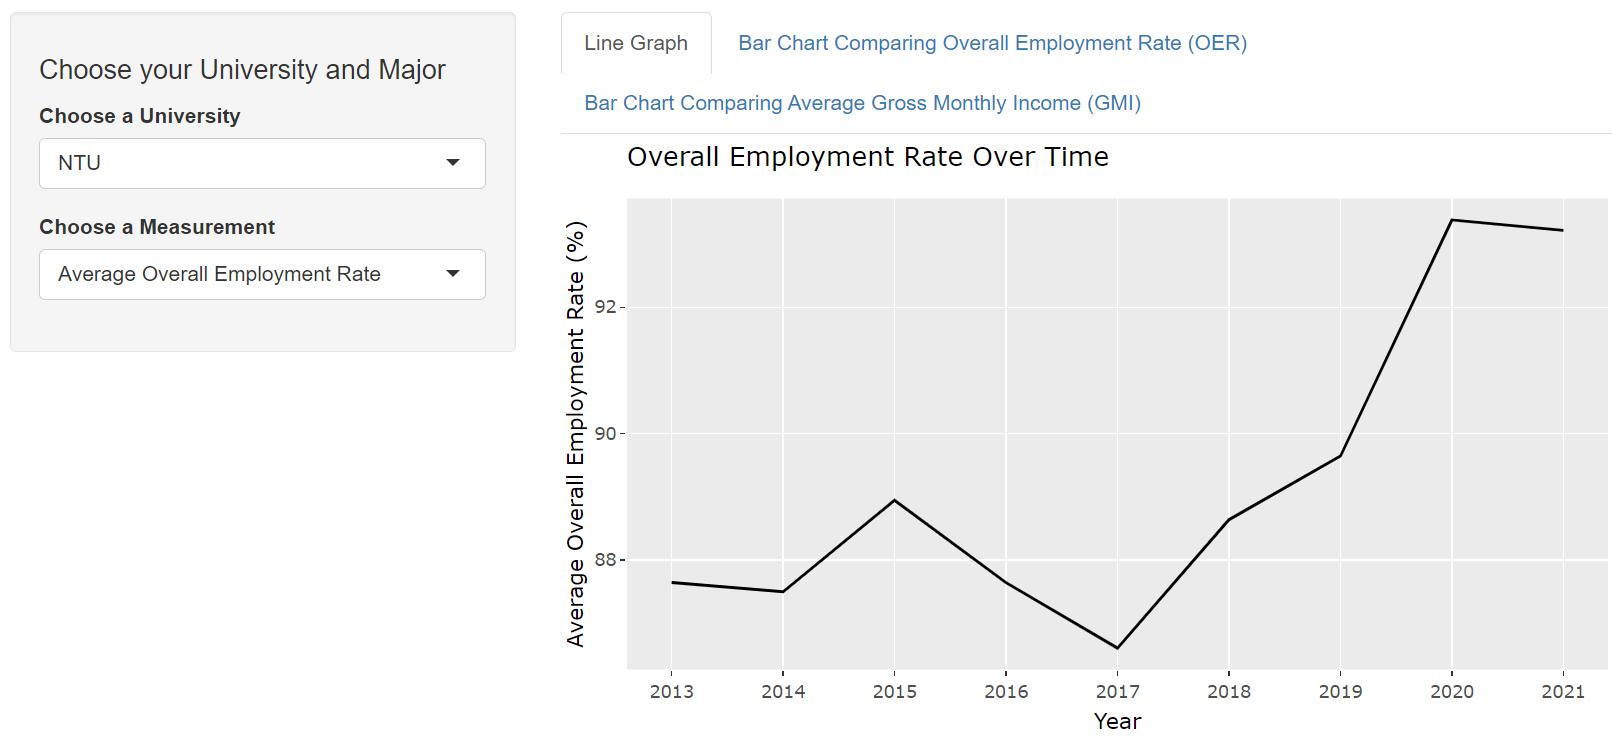 Choose your University and Major
Choose a University
NTU
Choose a Measurement
Average Overall Employment Rate
Line Graph
Bar Chart Comparing Overall Employment Rate (OER)
Bar Chart Comparing Average Gross Monthly Income (GMI)
Overall Employment Rate Over Time
Average Overall Employment Rate (%)
92
90
88
2013 2014 2015 2016 2017 2018 2019 2020 2021
Year